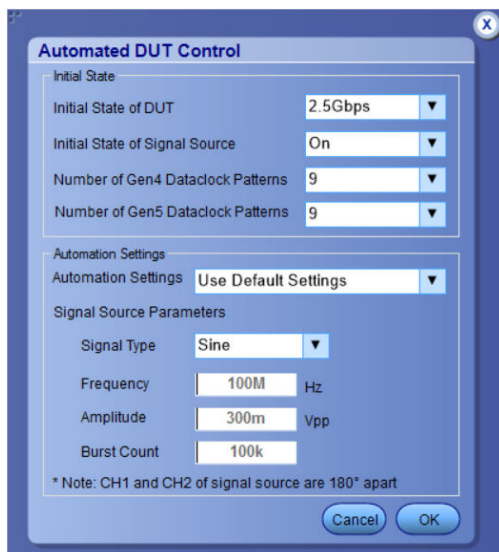 X
Automated DUT Control
Initial State
Initial State of DUT 2.5Gbps
Initial State of Signal Source On
Number of Gen4 Dataclock Patterns 9
Number of Gen5 Dataclock Patterns 9
Automation Settings
Automation Settings Use Default Settings
Signal Source Parameters
Signal Type Sine
Frequency 100M Hz
Amplitude 300m Vpp
Burst Count 100k
* Note: CH1 and CH2 of signal source are 180° apart
Cancel OK